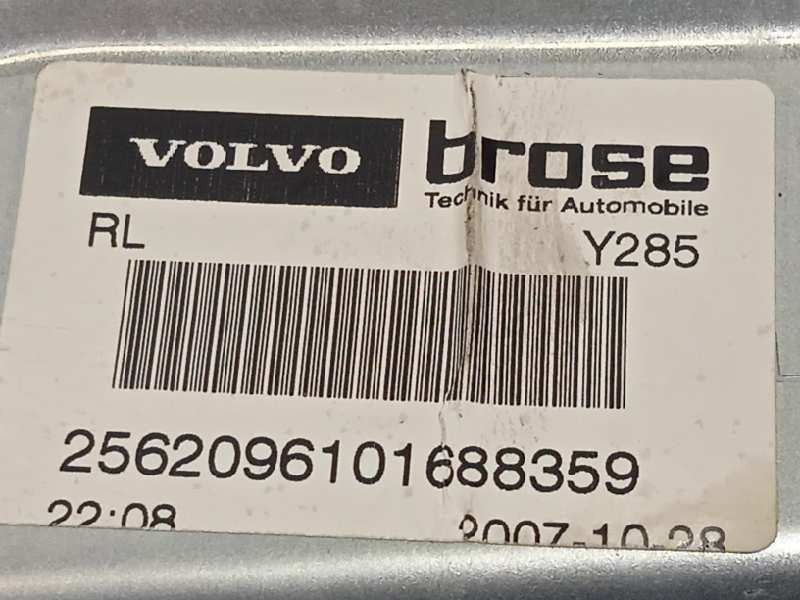 VOLVO
brose
Technik für Automobile
RL
Y285
2562096101688359
22:08
2007-10-28